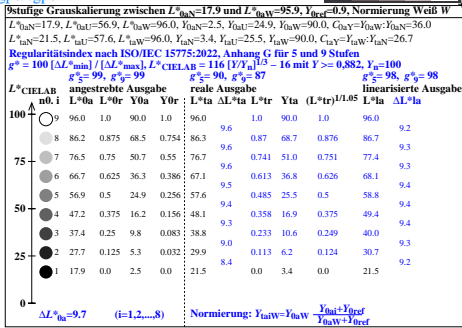 9stufige Grauskalierung zwischen L*0aN=17.9 und L*0aW=95.9, Y0ref=0.9, Normierung Weiß W
L*0aN=17.9, L*0aU=56.9, L*0aW=96.0, Y0aN=2.5, Y0aU=24.9, Y0aW=90.0, C0aY=Y0aW:Y0aN=36.0
L*taN=21.5, L*taU=57.6, L*taW=96.0, YtaN=3.4, YtaU=25.5, YtaW=90.0, CtaY=YtaW:YtaN=26.7
Regularitätsindex nach ISO/IEC 15775:2022, Anhang G für 5 und 9 Stufen
g* = 100 [ΔL*min] / [ΔL*max], L*CIELAB = 116 [Y/Yn]1/3 − 16 mit Y >= 0,882, Yn=100
g*5= 99, g*9= 99 g*5= 90, g*9= 87 g*5= 98, g*9= 98
L*CIELAB angestrebte Ausgabe reale Ausgabe linearisierte Ausgabe
n0. i L*0a L*0r Y0a Y0r L*ta ΔL*ta L*tr Yta (L*tr)1/1.05 L*la ΔL*la
100 9 96.0 1.0 90.0 1.0 96.0 1.0 90.0 1.0 96.0
9.6 9.2
8 86.2 0.875 68.5 0.754 86.3 0.87 68.7 0.876 86.7
9.6 9.3
75 7 76.5 0.75 50.7 0.55 76.7 0.741 51.0 0.751 77.4
9.6 9.3
6 66.7 0.625 36.3 0.386 67.1 0.613 36.8 0.626 68.1
9.5 9.3
5 56.9 0.5 24.9 0.256 57.6 0.485 25.5 0.5 58.8
9.5 9.4
50 4 47.2 0.375 16.2 0.156 48.1 0.358 16.9 0.375 49.4
9.3 9.4
3 37.4 0.25 9.8 0.083 38.8 0.233 10.6 0.249 40.0
9.0 9.3
25 2 27.7 0.125 5.3 0.032 29.9 0.113 6.2 0.124 30.7
8.4 9.2
1 17.9 0.0 2.5 0.0 21.5 0.0 3.4 0.0 21.5
0
ΔL*0a=9.7 (i=1,2,...,8) Normierung: YtaiW=Y0aW Y0ai+Y0ref
Y0aW+Y0ref